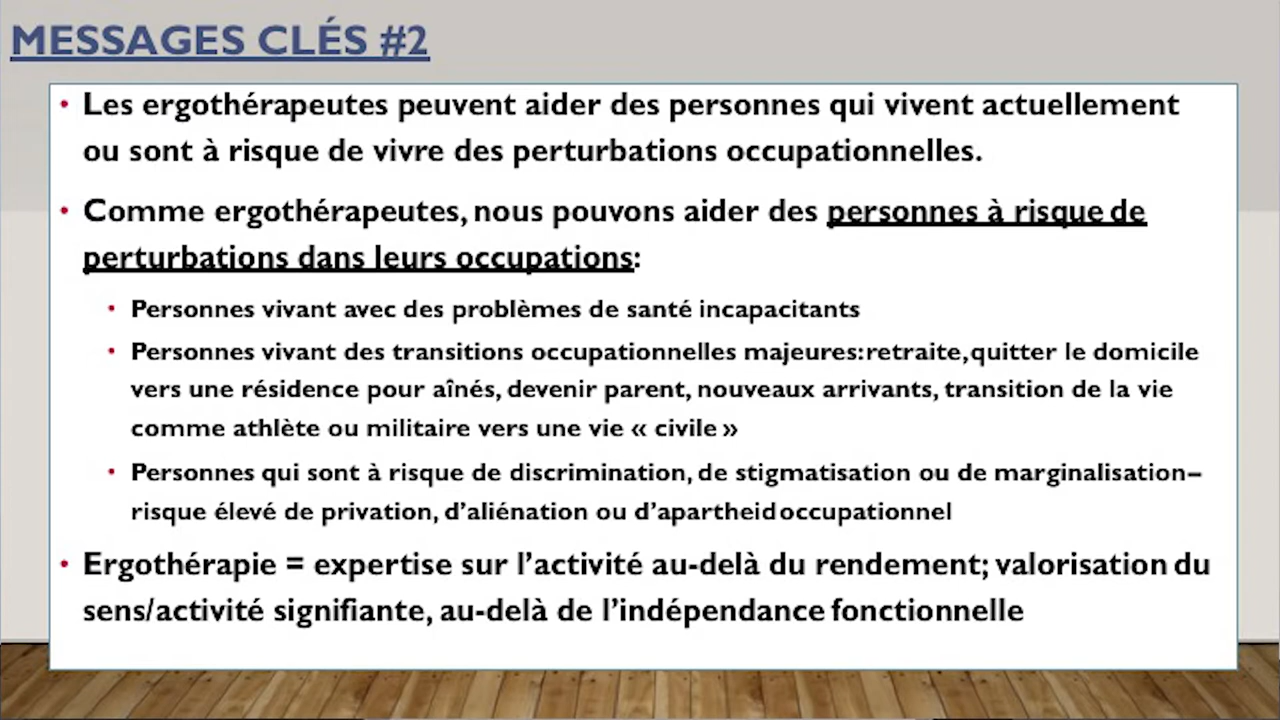 MESSAGES CLÉS #2
• Les ergothérapeutes peuvent aider des personnes qui vivent actuellement
ou sont à risque de vivre des perturbations occupationnelles.
• Comme ergothérapeutes, nous pouvons aider des personnes à risque de
perturbations dans leurs occupations:
• Personnes vivant avec des problèmes de santé incapacitants
• Personnes vivant des transitions occupationnelles majeures: retraite, quitter le domicile
vers une résidence pour aînés, devenir parent, nouveaux arrivants, transition de la vie
comme athlète ou militaire vers une vie « civile »
• Personnes qui sont à risque de discrimination, de stigmatisation ou de marginalisation–
risque élevé de privation, d’aliénation ou d’apartheid occupationnel
• Ergothérapie = expertise sur l’activité au-delà du rendement; valorisation du
sens/activité signifiante, au-delà de l’indépendance fonctionnelle